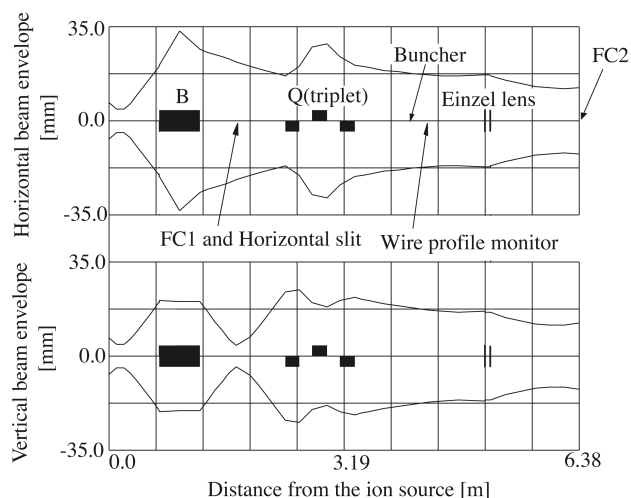 35.0
Horizontal beam envelope
[mm]
B
Q(triplet)
Buncher
Einzel lens
FC2
0.0
-35.0
FC1 and Horizontal slit
Wire profile monitor
35.0
Vertical beam envelope
[mm]
0.0
-35.0
0.0
3.19
6.38
Distance from the ion source [m]